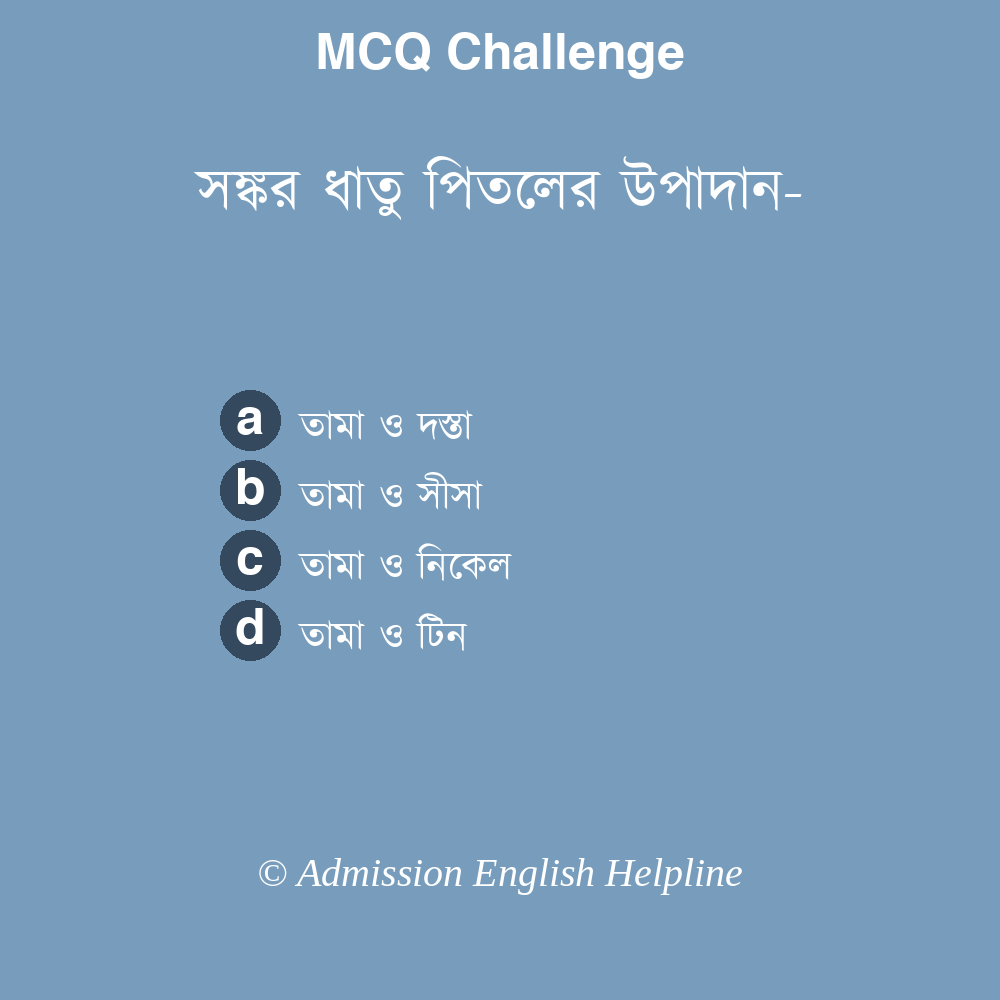 MCQ Challenge
সঙ্কর ধাতু পিতলের উপাদান-
a তামা ও দস্তা
b তামা ও সীসা
c তামা ও নিকেল
d তামা ও টিন
© Admission English Helpline